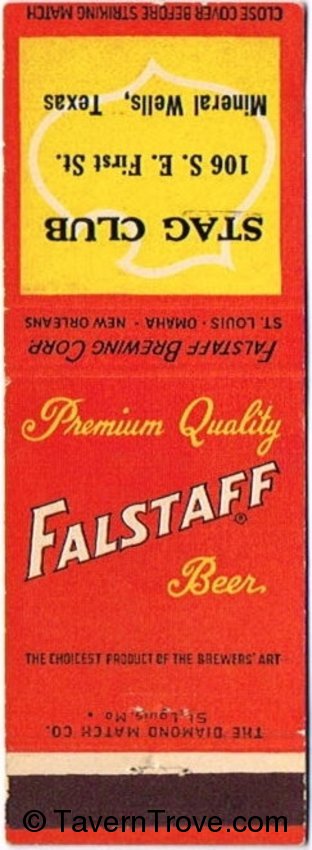 CLOSE COVER BEFORE STRIKING MATCH
STAG CLUB
106 S. E. First St.
Mineral Wells, Texas
FALSTAFF BREWING CORP.
ST. LOUIS · OMAHA · NEW ORLEANS
Premium Quality
FALSTAFF®
Beer
THE CHOICEST PRODUCT OF THE BREWERS' ART
THE DIAMOND MATCH CO.
St. Louis, Mo.
© TavernTrove.com